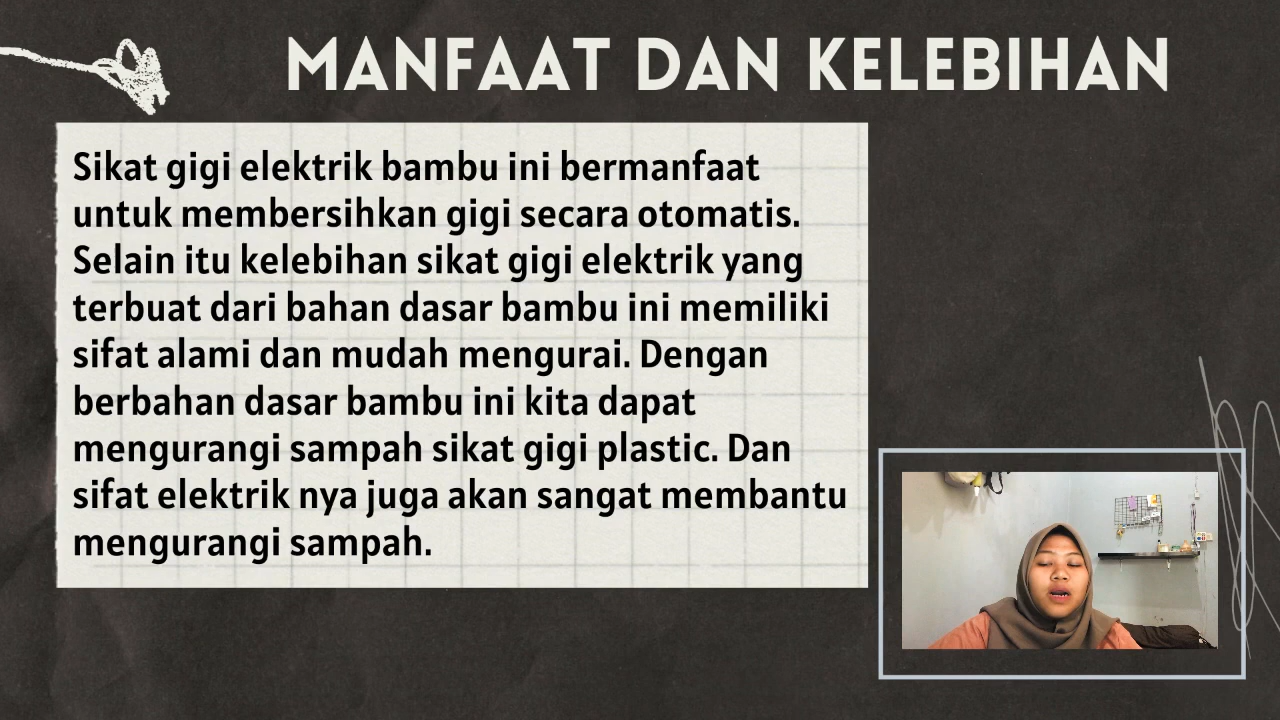 MANFAAT DAN KELEBIHAN
Sikat gigi elektrik bambu ini bermanfaat
untuk membersihkan gigi secara otomatis.
Selain itu kelebihan sikat gigi elektrik yang
terbuat dari bahan dasar bambu ini memiliki
sifat alami dan mudah mengurai. Dengan
berbahan dasar bambu ini kita dapat
mengurangi sampah sikat gigi plastic. Dan
sifat elektrik nya juga akan sangat membantu
mengurangi sampah.